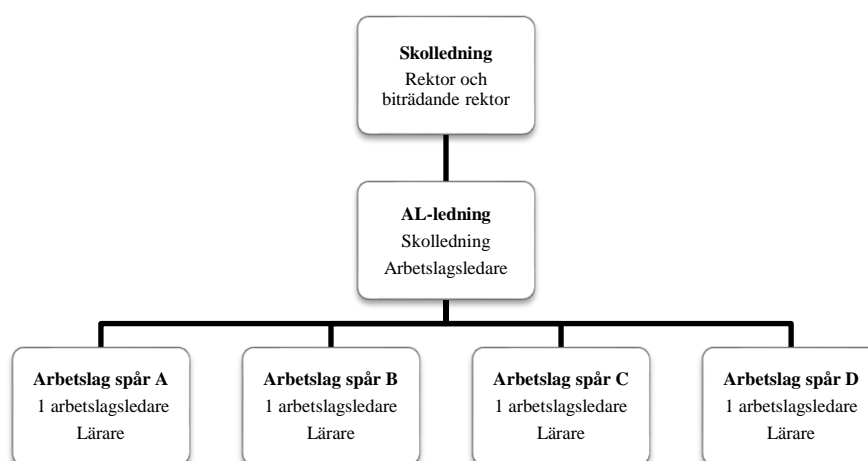 Skolledning
Rektor och
biträdande rektor
AL-ledning
Skolledning
Arbetslagsledare
Arbetslag spår A
1 arbetslagsledare
Lärare
Arbetslag spår B
1 arbetslagsledare
Lärare
Arbetslag spår C
1 arbetslagsledare
Lärare
Arbetslag spår D
1 arbetslagsledare
Lärare